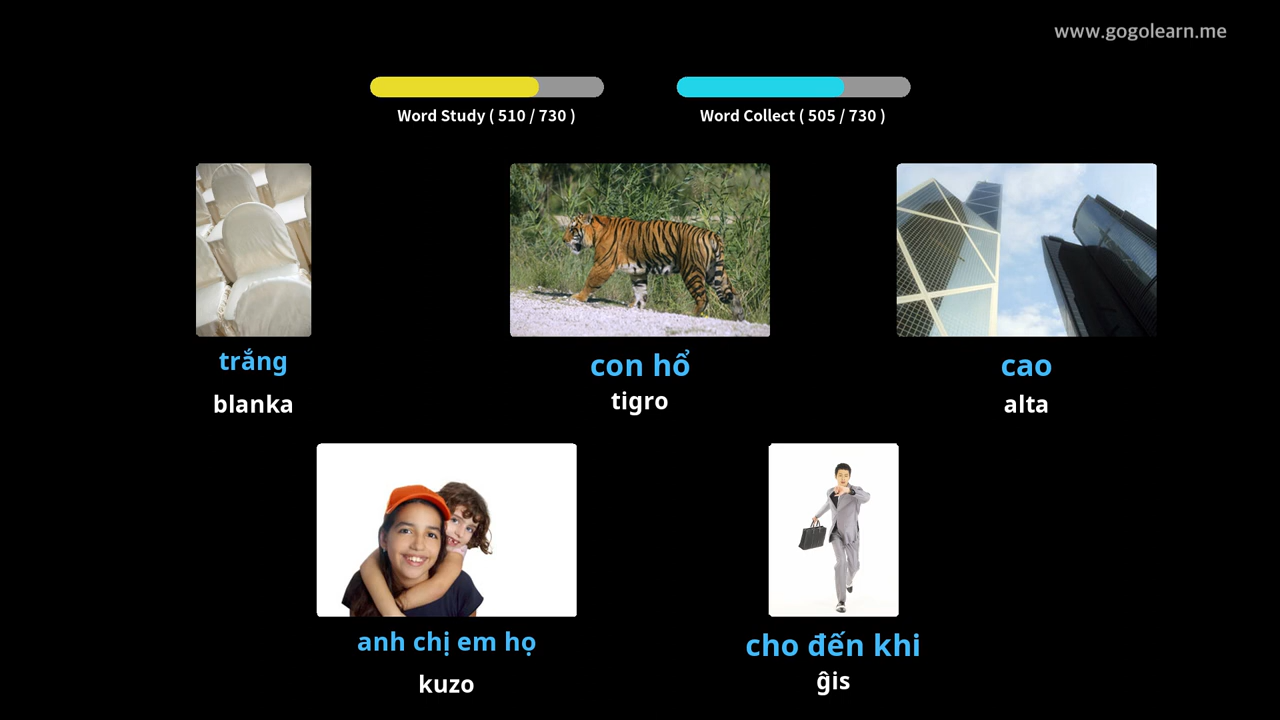 www.gogolearn.me
Word Study ( 510 / 730 )
Word Collect ( 505 / 730 )
trắng
blanka
con hổ
tigro
cao
alta
anh chị em họ
kuzo
cho đến khi
ĝis